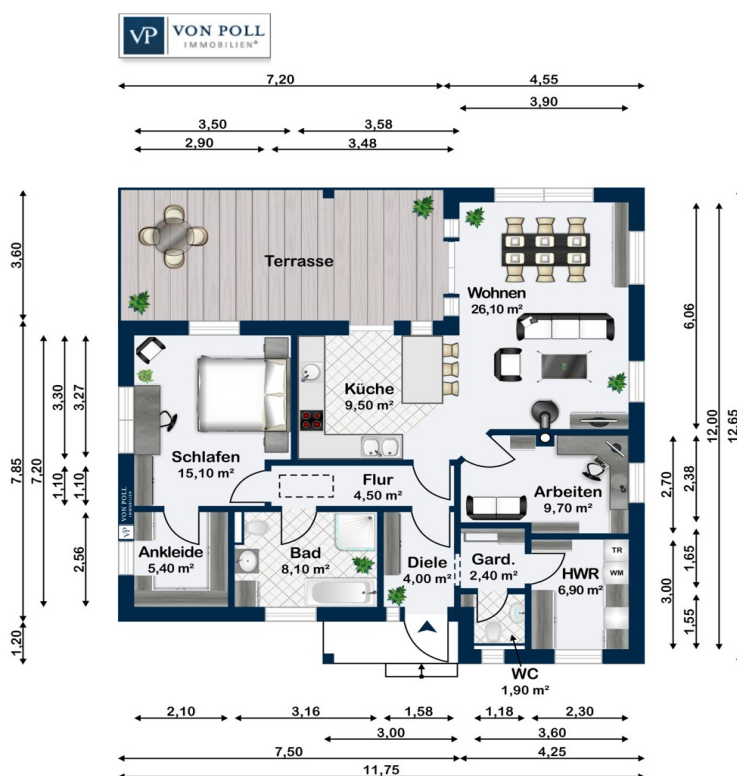 VP VON POLL
IMMOBILIEN®
7,20 4,55
3,90
3,50 3,58
2,90 3,48
3,60
7,85
1,20
7,20
3,30
1,10
3,27
1,10
2,56
Terrasse
Wohnen
26,10 m²
Küche
9,50 m²
Schlafen
15,10 m²
Flur
4,50 m²
Arbeiten
9,70 m²
Ankleide
5,40 m²
Bad
8,10 m²
Diele
4,00 m²
Gard.
2,40 m²
HWR
6,90 m²
TR
WM
WC
1,90 m²
VP VON POLL
IMMOBILIEN
6,06
2,70
2,38
3,00
1,65
1,55
12,00
12,65
2,10 3,16 1,58 1,18 2,30
3,00 3,60
7,50 4,25
11,75